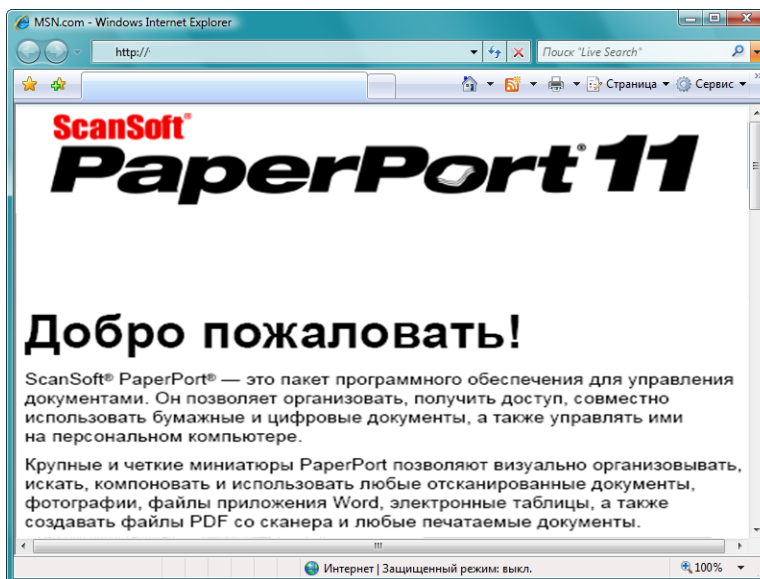 MSN.com - Windows Internet Explorer
http://
Поиск "Live Search"
Страница
Сервис
ScanSoft®
PaperPort® 11
Добро пожаловать!
ScanSoft® PaperPort® — это пакет программного обеспечения для управления
документами. Он позволяет организовать, получить доступ, совместно
использовать бумажные и цифровые документы, а также управлять ими
на персональном компьютере.
Крупные и четкие миниатюры PaperPort позволяют визуально организовывать,
искать, компоновать и использовать любые отсканированные документы,
фотографии, файлы приложения Word, электронные таблицы, а также
создавать файлы PDF со сканера и любые печатаемые документы.
Интернет | Защищенный режим: выкл.
100%